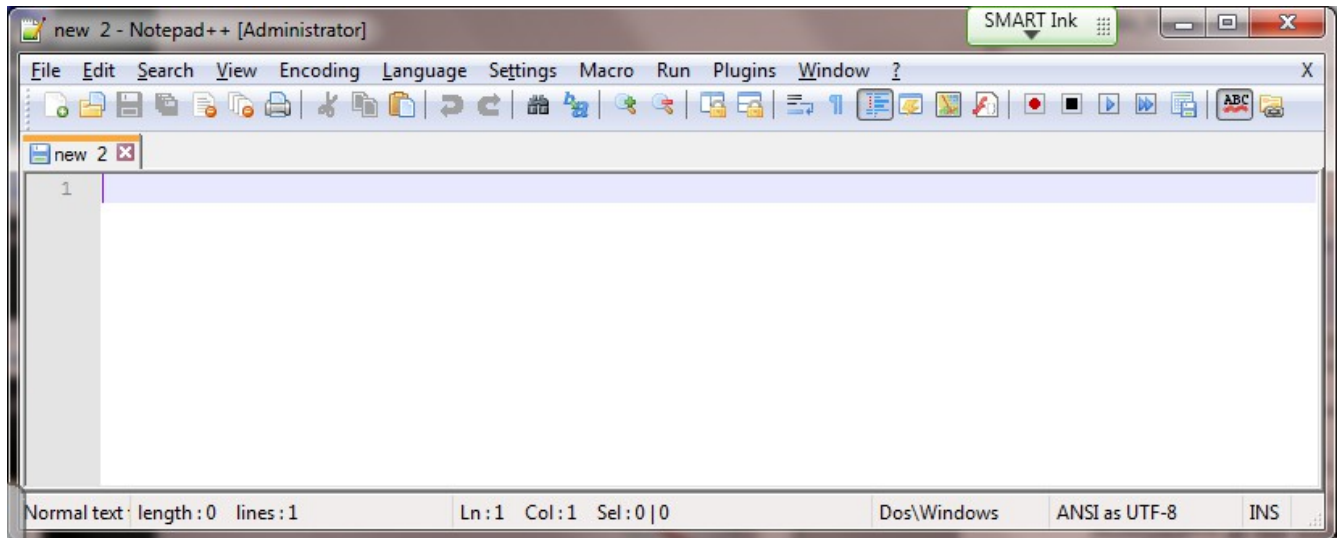 new 2 - Notepad++ [Administrator]
SMART Ink
File Edit Search View Encoding Language Settings Macro Run Plugins Window ? X
ABC
new 2
1
Normal text length : 0 lines : 1 Ln : 1 Col : 1 Sel : 0 | 0 Dos\Windows ANSI as UTF-8 INS